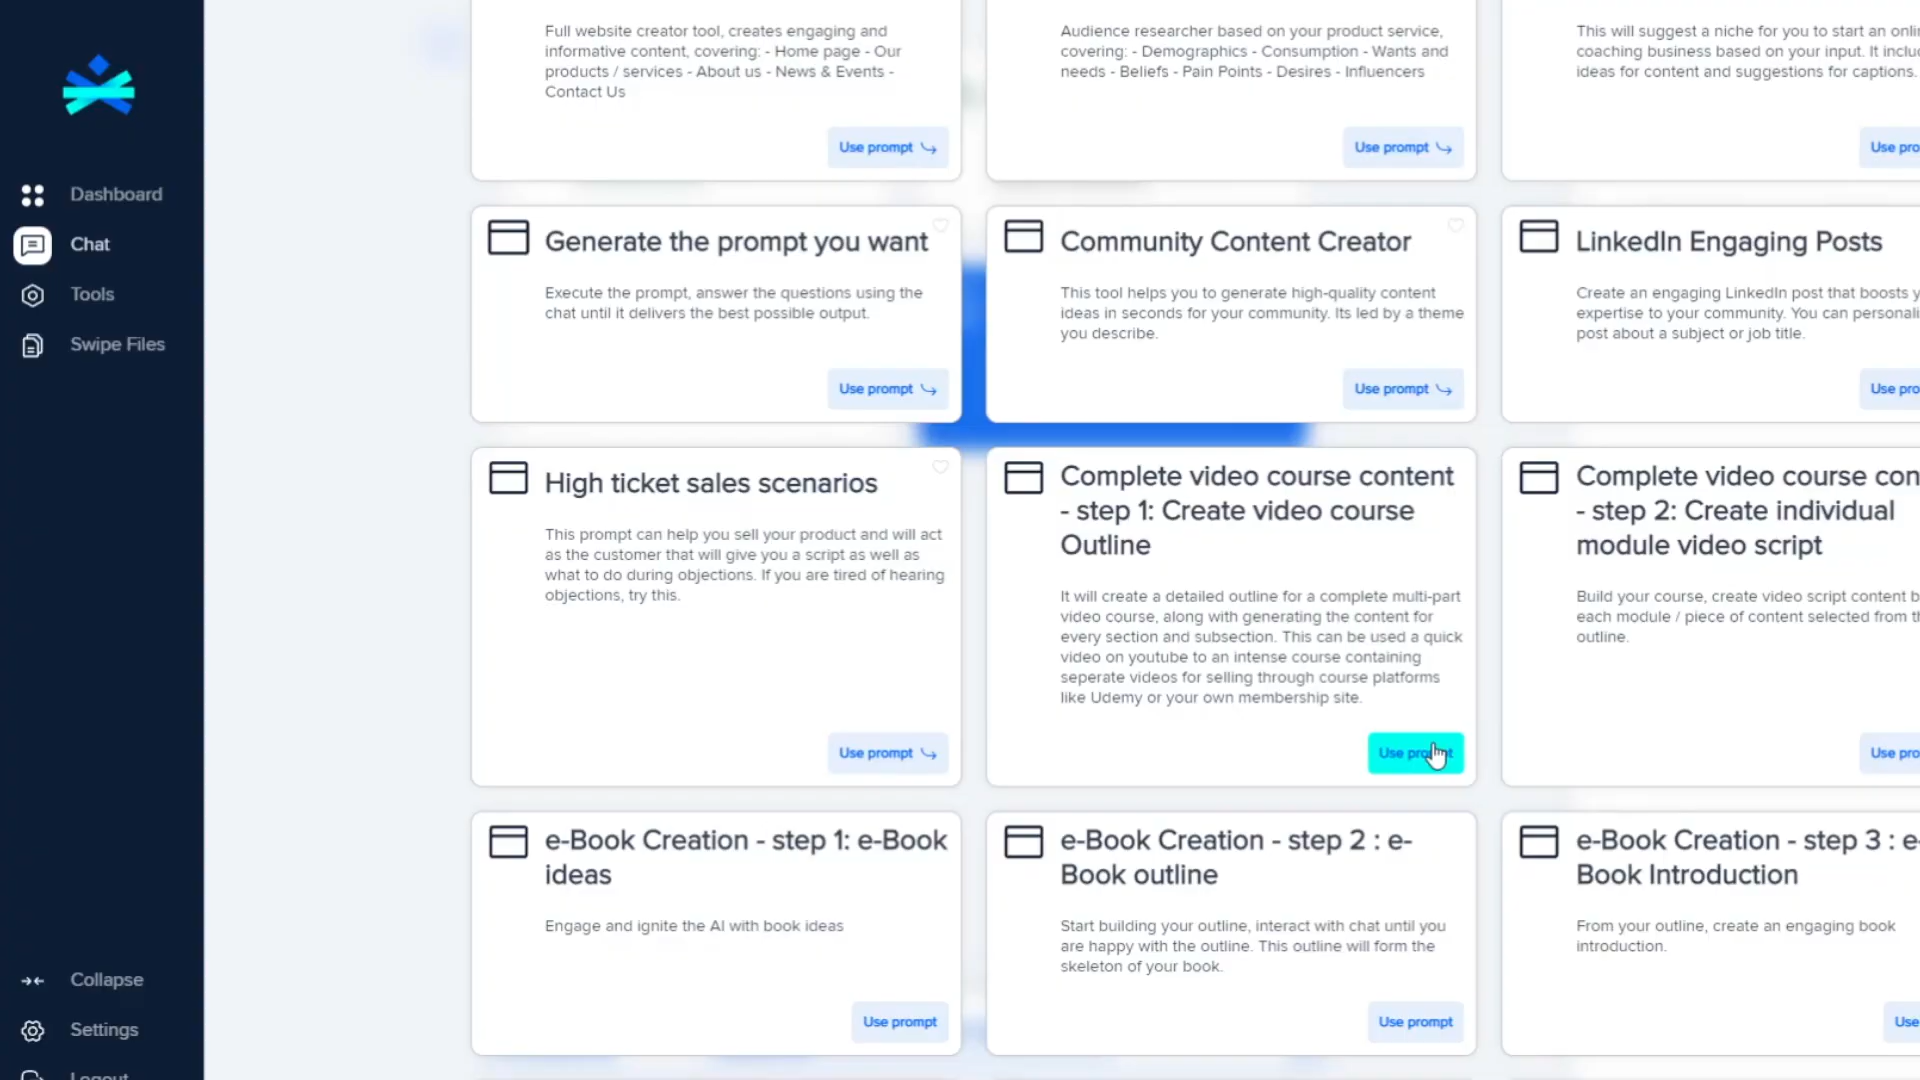 Dashboard
Chat
Tools
Swipe Files
Collapse
Settings
Logout
Full website creator tool, creates engaging and
informative content, covering: - Home page - Our
products / services - About us - News & Events -
Contact Us
Use prompt
Audience researcher based on your product service,
covering: - Demographics - Consumption - Wants and
needs - Beliefs - Pain Points - Desires - Influencers
Use prompt
This will suggest a niche for you to start an onli
coaching business based on your input. It inclu
ideas for content and suggestions for captions.
Use pro
Generate the prompt you want
Execute the prompt, answer the questions using the
chat until it delivers the best possible output.
Use prompt
Community Content Creator
This tool helps you to generate high-quality content
ideas in seconds for your community. Its led by a theme
you describe.
Use prompt
LinkedIn Engaging Posts
Create an engaging LinkedIn post that boosts y
expertise to your community. You can personali
post about a subject or job title.
Use pro
High ticket sales scenarios
This prompt can help you sell your product and will act
as the customer that will give you a script as well as
what to do during objections. If you are tired of hearing
objections, try this.
Use prompt
Complete video course content
- step 1: Create video course
Outline
It will create a detailed outline for a complete multi-part
video course, along with generating the content for
every section and subsection. This can be used a quick
video on youtube to an intense course containing
seperate videos for selling through course platforms
like Udemy or your own membership site.
Use prompt
Complete video course con
- step 2: Create individual
module video script
Build your course, create video script content b
each module / piece of content selected from th
outline.
Use pro
e-Book Creation - step 1: e-Book
ideas
Engage and ignite the AI with book ideas
Use prompt
e-Book Creation - step 2 : e-
Book outline
Start building your outline, interact with chat until you
are happy with the outline. This outline will form the
skeleton of your book.
Use prompt
e-Book Creation - step 3 : e-
Book Introduction
From your outline, create an engaging book
introduction.
Use